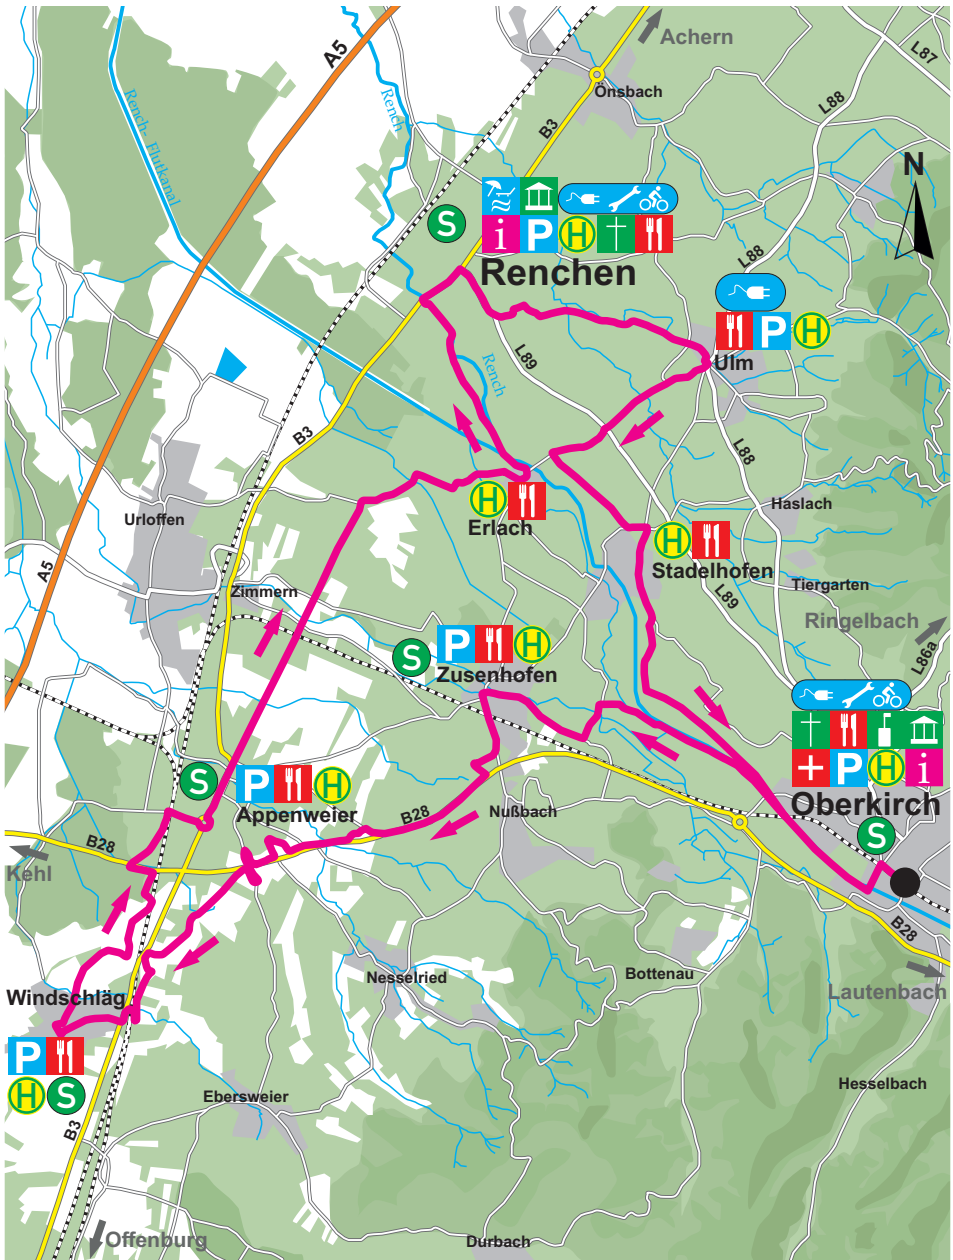 Achern
A5
L87
Önsbach
Rench- Flutkanal
Rench
B3
L88
N
S
i P H
Renchen
L88
P H
Ulm
L89
Rench
B3
L88
Haslach
Urloffen
H
Erlach
H
Stadelhofen
A5
Zimmern
Tiergarten
L89
Ringelbach
L86a
S
P H
Zusenhofen
S
P H
Appenweier
P H i
Oberkirch
S
B28
Nußbach
B28
Kehl
B28
Lautenbach
Nesselried
Bottenau
Windschläg
P
H S
Hesselbach
Ebersweier
B3
Offenburg
Durbach